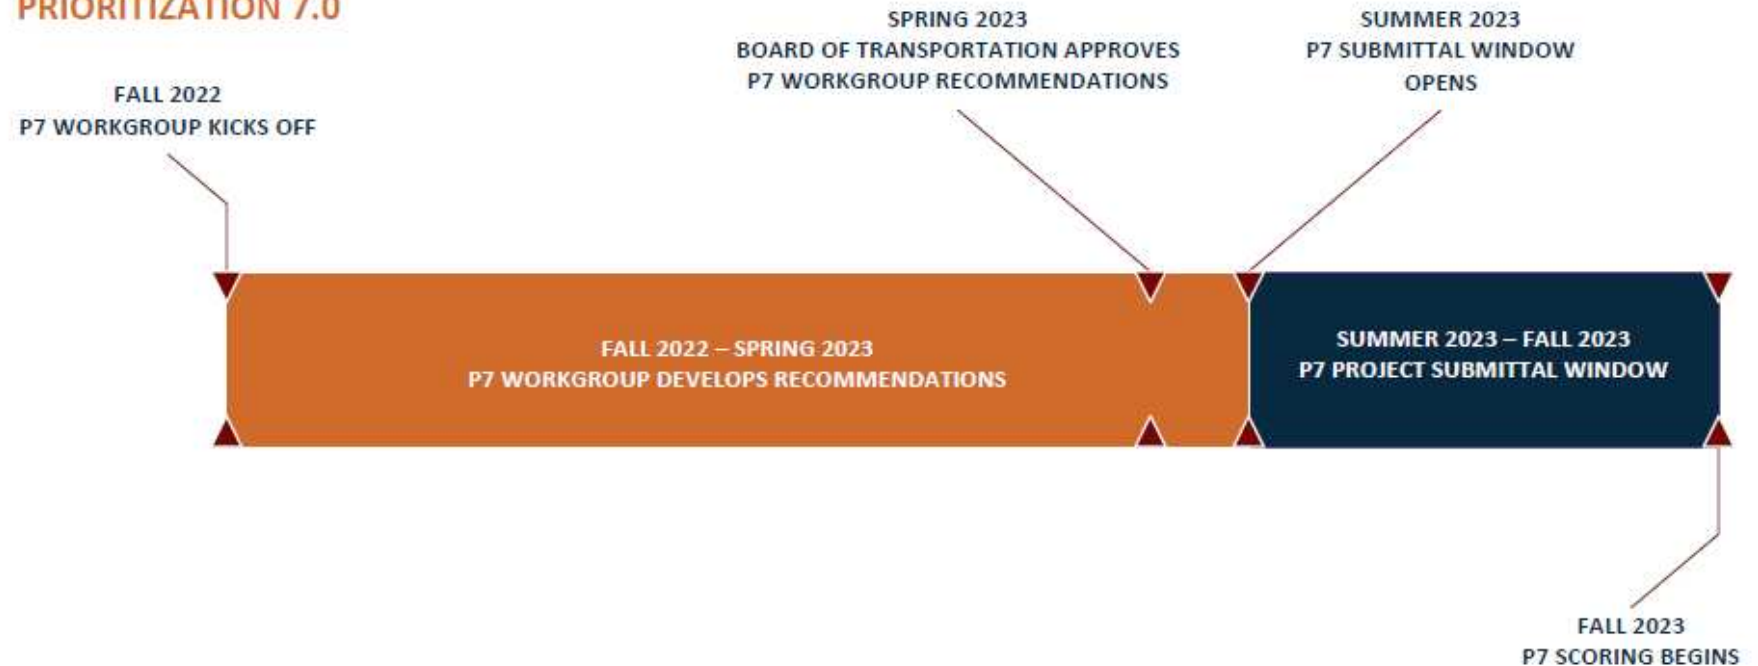 PRIORITIZATION 7.0
SPRING 2023
BOARD OF TRANSPORTATION APPROVES
P7 WORKGROUP RECOMMENDATIONS
SUMMER 2023
P7 SUBMITTAL WINDOW
OPENS
FALL 2022
P7 WORKGROUP KICKS OFF
FALL 2022 – SPRING 2023
P7 WORKGROUP DEVELOPS RECOMMENDATIONS
SUMMER 2023 – FALL 2023
P7 PROJECT SUBMITTAL WINDOW
FALL 2023
P7 SCORING BEGINS